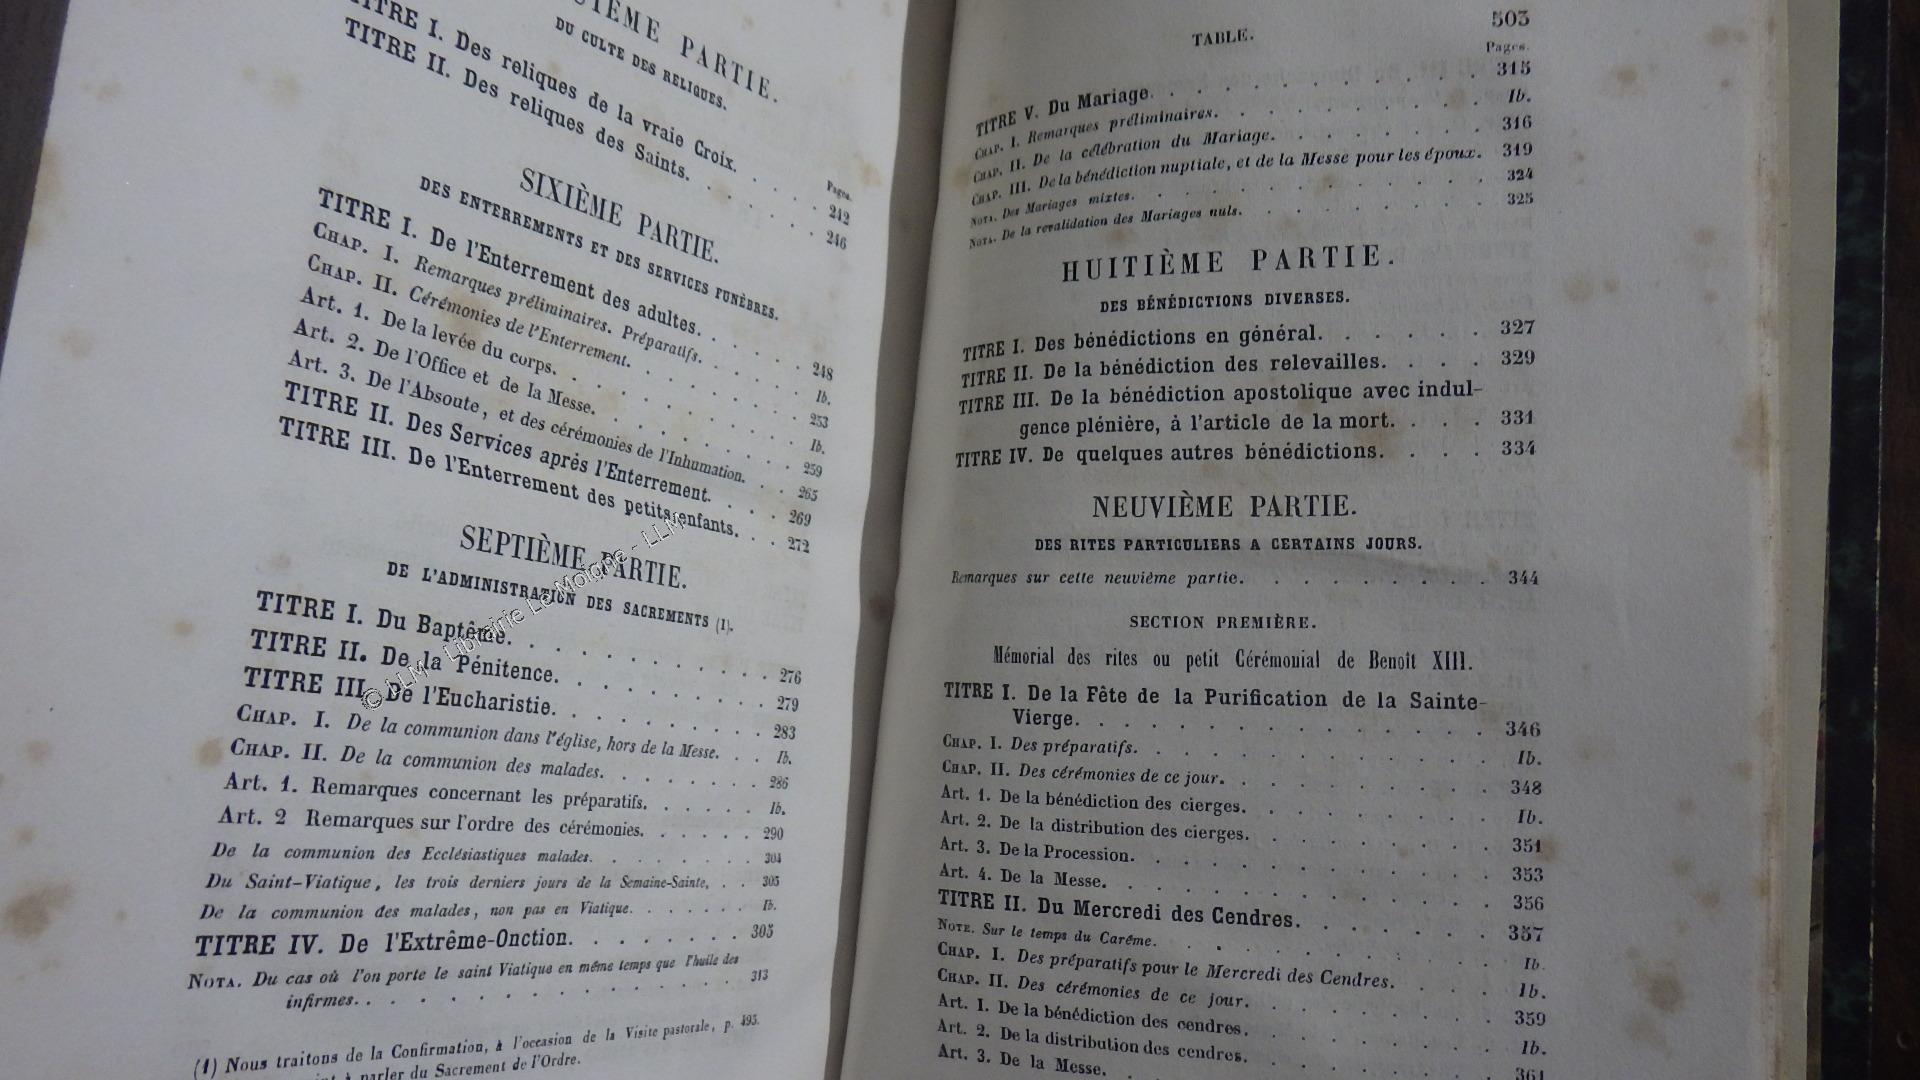 PARTIE.
DU CULTE DES RELIQUES.
Pages.
TITRE I. Des reliques de la vraie Croix. 242
TITRE II. Des reliques des Saints. 246
SIXIÈME PARTIE.
DES ENTERREMENTS ET DES SERVICES FUNÈBRES.
TITRE I. De l'Enterrement des adultes. 248
CHAP. I. Remarques préliminaires. Préparatifs. Ib.
CHAP. II. Cérémonies de l'Enterrement. 253
Art. 1. De la levée du corps. Ib.
Art. 2. De l'Office et de la Messe. 259
Art. 3. De l'Absoute, et des cérémonies de l'Inhumation. 265
TITRE II. Des Services après l'Enterrement. 269
TITRE III. De l'Enterrement des petits enfants. 272
SEPTIÈME PARTIE.
DE L'ADMINISTRATION DES SACREMENTS (1).
TITRE I. Du Baptême. 276
TITRE II. De la Pénitence. 279
TITRE III. De l'Eucharistie. 283
CHAP. I. De la communion dans l'église, hors de la Messe. Ib.
CHAP. II. De la communion des malades. 286
Art. 1. Remarques concernant les préparatifs. Ib.
Art. 2 Remarques sur l'ordre des cérémonies. 290
De la communion des Ecclésiastiques malades. 304
Du Saint-Viatique, les trois derniers jours de la Semaine-Sainte. 305
De la communion des malades, non pas en Viatique. Ib.
TITRE IV. De l'Extrême-Onction. 305
NOTA. Du cas où l'on porte le saint Viatique en même temps que l'huile des
infirmes. 313
(1) Nous traitons de la Confirmation, à l'occasion de la Visite pastorale, p. 495.
à parler du Sacrement de l'Ordre.
© LLM - Librairie Le Moigne - LLM
TABLE. 503
Pages.
TITRE V. Du Mariage. 315
CHAP. I. Remarques préliminaires. Ib.
CHAP. II. De la célébration du Mariage. 316
CHAP. III. De la bénédiction nuptiale, et de la Messe pour les époux. 319
NOTA. Des Mariages mixtes. 324
NOTA. De la revalidation des Mariages nuls. 325
HUITIÈME PARTIE.
DES BÉNÉDICTIONS DIVERSES.
TITRE I. Des bénédictions en général. 327
TITRE II. De la bénédiction des relevailles. 329
TITRE III. De la bénédiction apostolique avec indul-
gence plénière, à l'article de la mort. 331
TITRE IV. De quelques autres bénédictions. 334
NEUVIÈME PARTIE.
DES RITES PARTICULIERS A CERTAINS JOURS.
Remarques sur cette neuvième partie. 344
SECTION PREMIÈRE.
Mémorial des rites ou petit Cérémonial de Benoît XIII.
TITRE I. De la Fête de la Purification de la Sainte-
Vierge. 346
CHAP. I. Des préparatifs. Ib.
CHAP. II. Des cérémonies de ce jour. 348
Art. 1. De la bénédiction des cierges. Ib.
Art. 2. De la distribution des cierges. 351
Art. 3. De la Procession. 353
Art. 4. De la Messe. 356
TITRE II. Du Mercredi des Cendres. 357
NOTE. Sur le temps du Carême. Ib.
CHAP. I. Des préparatifs pour le Mercredi des Cendres. Ib.
CHAP. II. Des cérémonies de ce jour. 359
Art. 1. De la bénédiction des cendres. Ib.
Art. 2. De la distribution des cendres. 361
Art. 3. De la Messe.